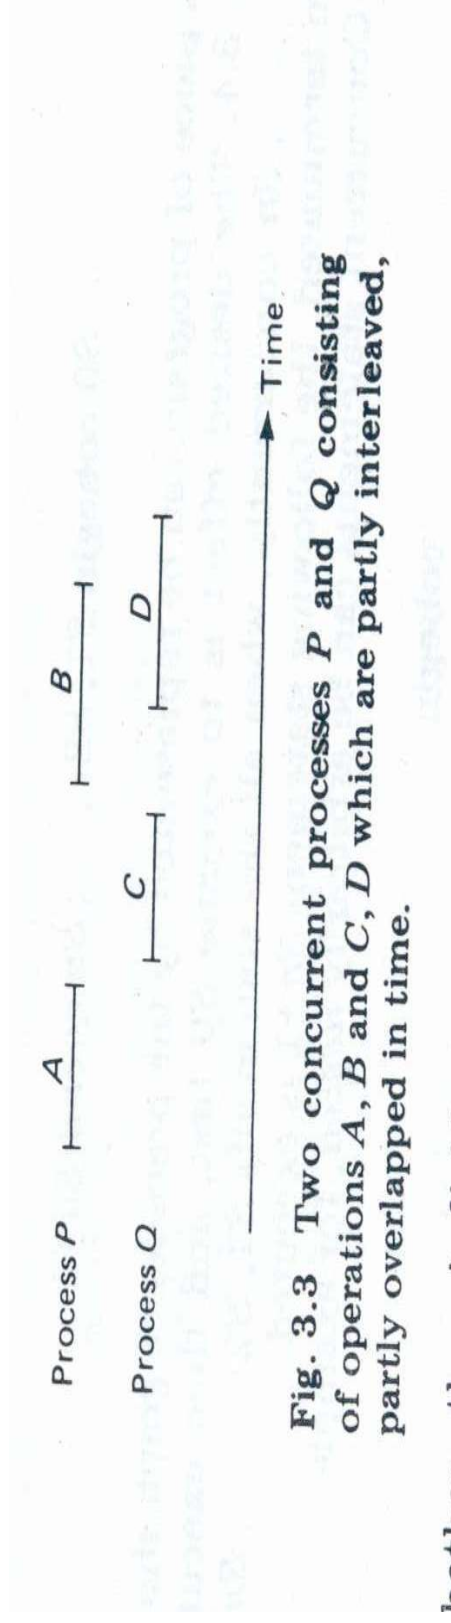 Process P
A
B
Process Q
C
D
Time
Fig. 3.3 Two concurrent processes P and Q consisting
of operations A, B and C, D which are partly interleaved,
partly overlapped in time.